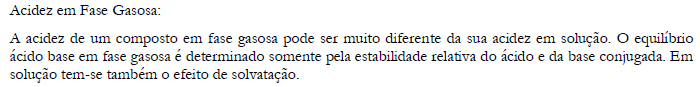 Acidez em Fase Gasosa:
A acidez de um composto em fase gasosa pode ser muito diferente da sua acidez em solução. O equilíbrio
ácido base em fase gasosa é determinado somente pela estabilidade relativa do ácido e da base conjugada. Em
solução tem-se também o efeito de solvatação.